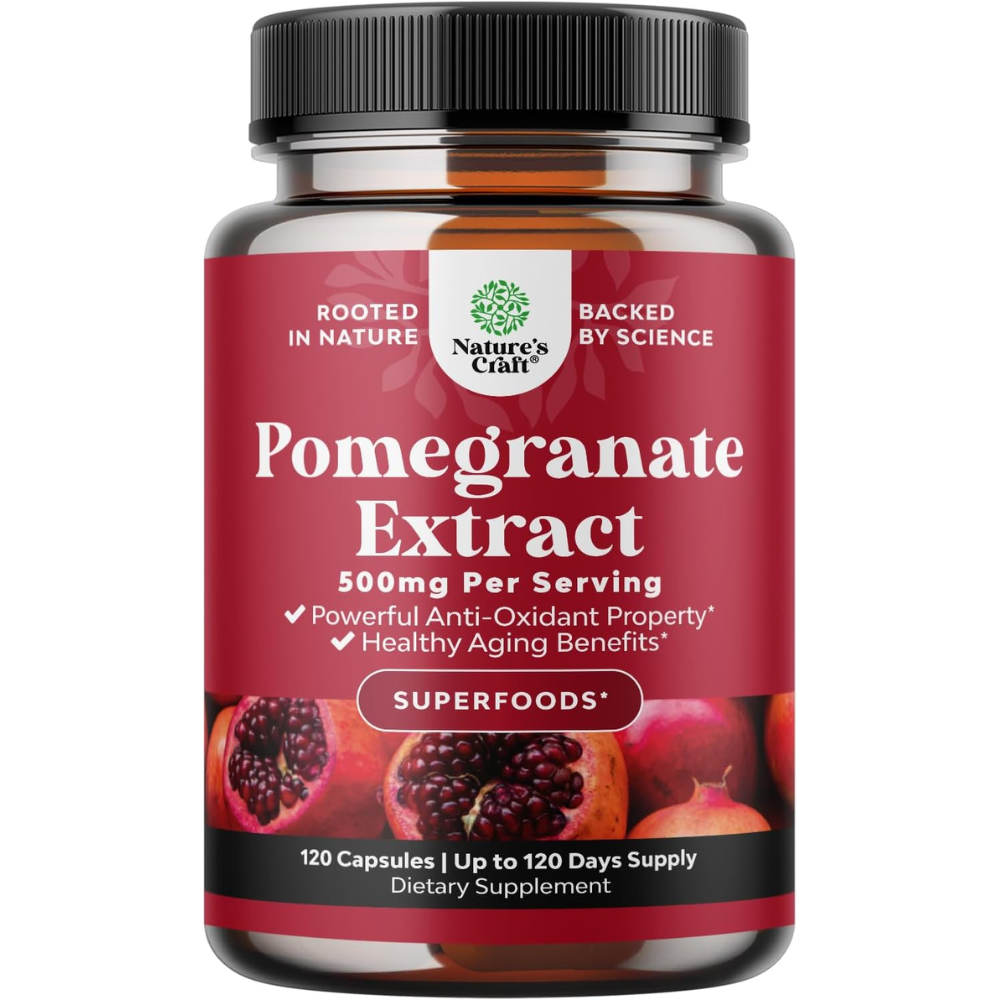 ROOTED
IN NATURE
Nature's
Craft®
BACKED
BY SCIENCE
Pomegranate
Extract
500mg Per Serving
✔ Powerful Anti-Oxidant Property*
✔ Healthy Aging Benefits*
SUPERFOODS*
120 Capsules | Up to 120 Days Supply
Dietary Supplement